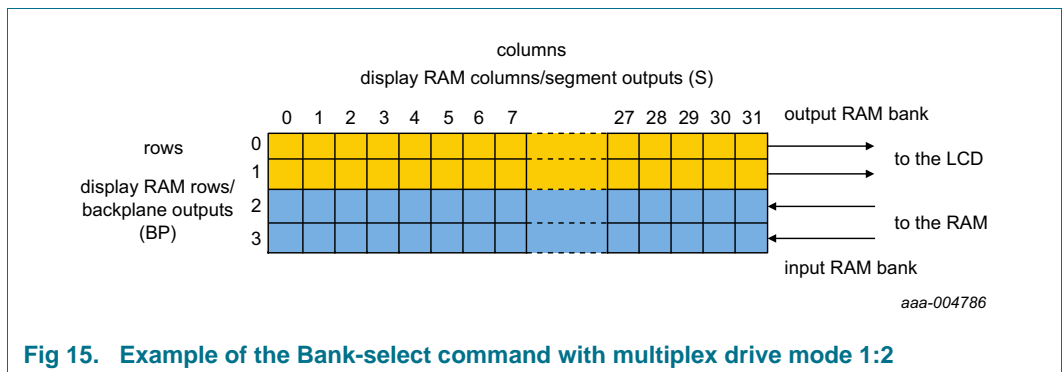 columns
display RAM columns/segment outputs (S)
0 1 2 3 4 5 6 7 27 28 29 30 31 output RAM bank
rows
0
to the LCD
1
display RAM rows/
backplane outputs
(BP)
2
to the RAM
3
input RAM bank
aaa-004786
Fig 15. Example of the Bank-select command with multiplex drive mode 1:2